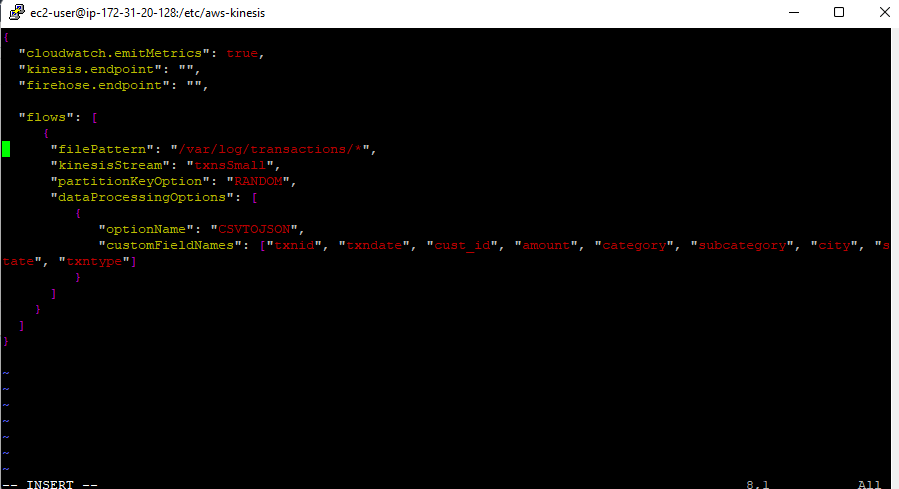 ec2-user@ip-172-31-20-128:/etc/aws-kinesis
{
  "cloudwatch.emitMetrics": true,
  "kinesis.endpoint": "",
  "firehose.endpoint": "",

  "flows": [
     {
      "filePattern": "/var/log/transactions/*",
      "kinesisStream": "txnsSmall",
      "partitionKeyOption": "RANDOM",
      "dataProcessingOptions": [
         {
            "optionName": "CSVTOJSON",
            "customFieldNames": ["txnid", "txndate", "cust_id", "amount", "category", "subcategory", "city", "s
tate", "txntype"]
         }
      ]
    }
  ]
}
~
~
~
~
~
~
~
-- INSERT --                                                                                 8,1           All